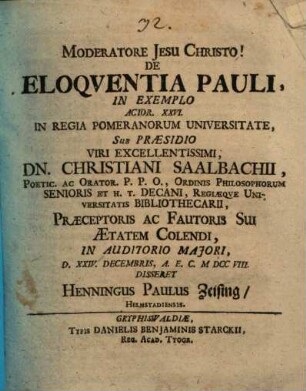 92.
Moderatore Jesu Christo!
DE
ELOQVENTIA PAULI,
IN EXEMPLO
ACTOR. XXVI.
IN REGIA POMERANORUM UNIVERSITATE,
Sub PRÆSIDIO
VIRI EXCELLENTISSIMI,
DN. CHRISTIANI SAALBACHII,
Poetic. ac Orator. P. P. O., Ordinis Philosophorum
SENIORIS ET H. T. DECANI, Regiæqve Uni-
versitatis BIBLIOTHECARII,
Præceptoris ac Fautoris Sui
Ætatem Colendi,
IN AUDITORIO MAJORI,
D. XXIV. DECEMBRIS, A. E. C. M DCC VIII.
DISSERET
Henningus Paulus Zeising/
Helmstadiensis.
GRYPHISWALDIÆ,
Typis DANIELIS BENJAMINIS STARCKII,
Reg. Acad. Typogr.